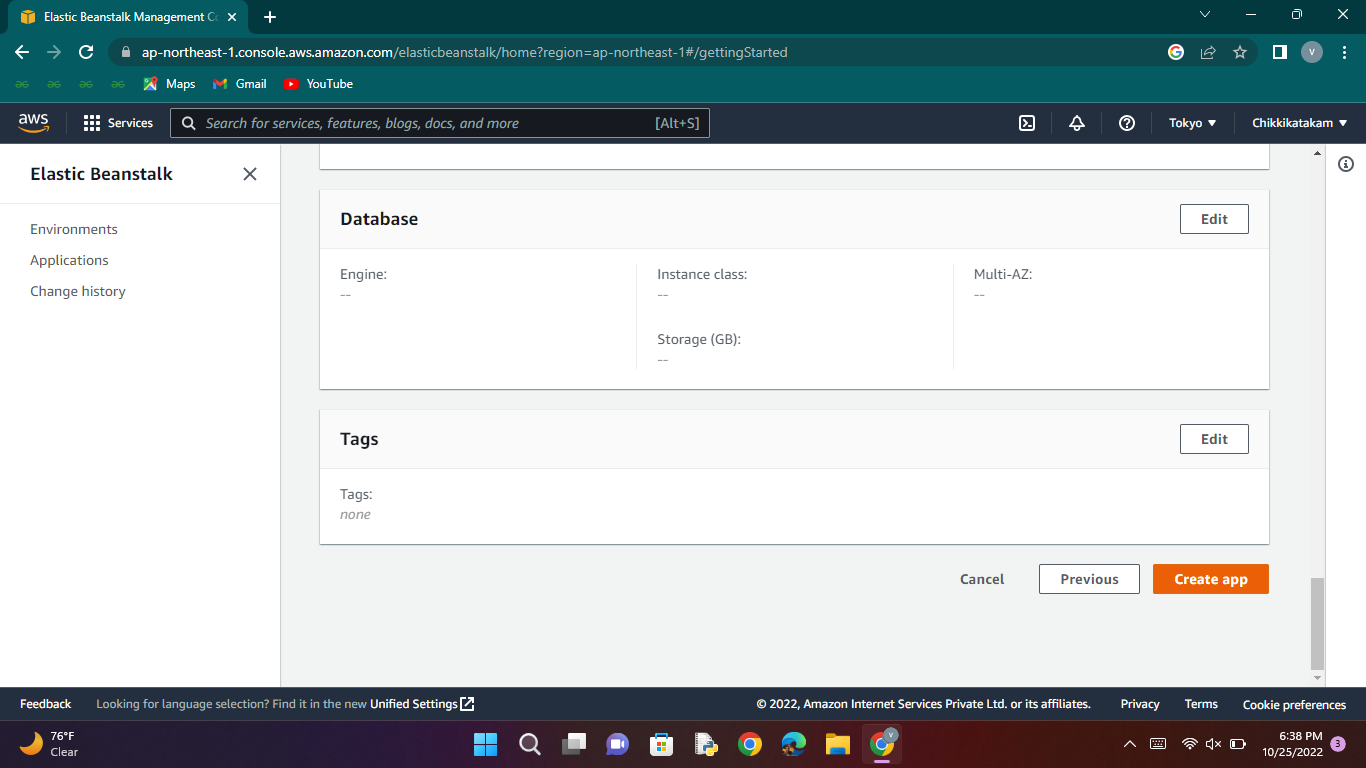 Elastic Beanstalk Management Co
ap-northeast-1.console.aws.amazon.com/elasticbeanstalk/home?region=ap-northeast-1#/gettingStarted
V
Maps
Gmail
YouTube
aws
Services
Search for services, features, blogs, docs, and more
[Alt+S]
Tokyo
Chikkikatakam
Elastic Beanstalk
Environments
Applications
Change history
Database
Edit
Engine:
--
Instance class:
--
Storage (GB):
--
Multi-AZ:
--
Tags
Edit
Tags:
none
Cancel
Previous
Create app
Feedback
Looking for language selection? Find it in the new Unified Settings
© 2022, Amazon Internet Services Private Ltd. or its affiliates.
Privacy
Terms
Cookie preferences
76°F
Clear
6:38 PM
10/25/2022
3